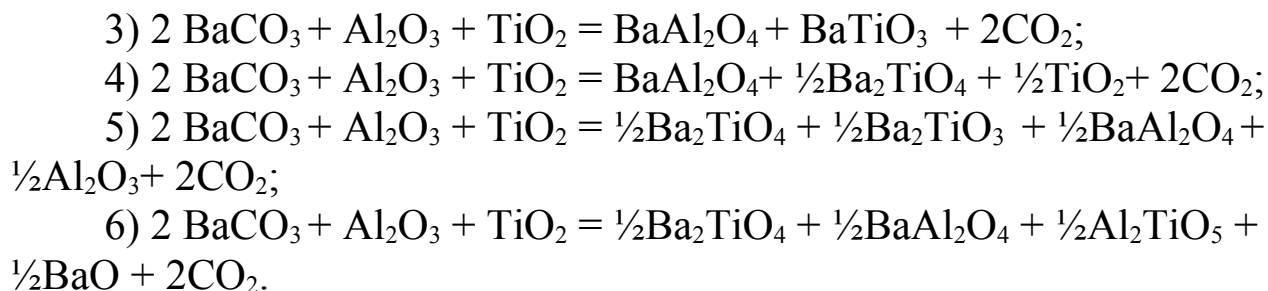 3) 2 BaCO₃ + Al₂O₃ + TiO₂ = BaAl₂O₄ + BaTiO₃ + 2CO₂;
4) 2 BaCO₃ + Al₂O₃ + TiO₂ = BaAl₂O₄+ ½Ba₂TiO₄ + ½TiO₂+ 2CO₂;
5) 2 BaCO₃ + Al₂O₃ + TiO₂ = ½Ba₂TiO₄ + ½Ba₂TiO₃ + ½BaAl₂O₄ +
½Al₂O₃+ 2CO₂;
6) 2 BaCO₃ + Al₂O₃ + TiO₂ = ½Ba₂TiO₄ + ½BaAl₂O₄ + ½Al₂TiO₅ +
½BaO + 2CO₂.